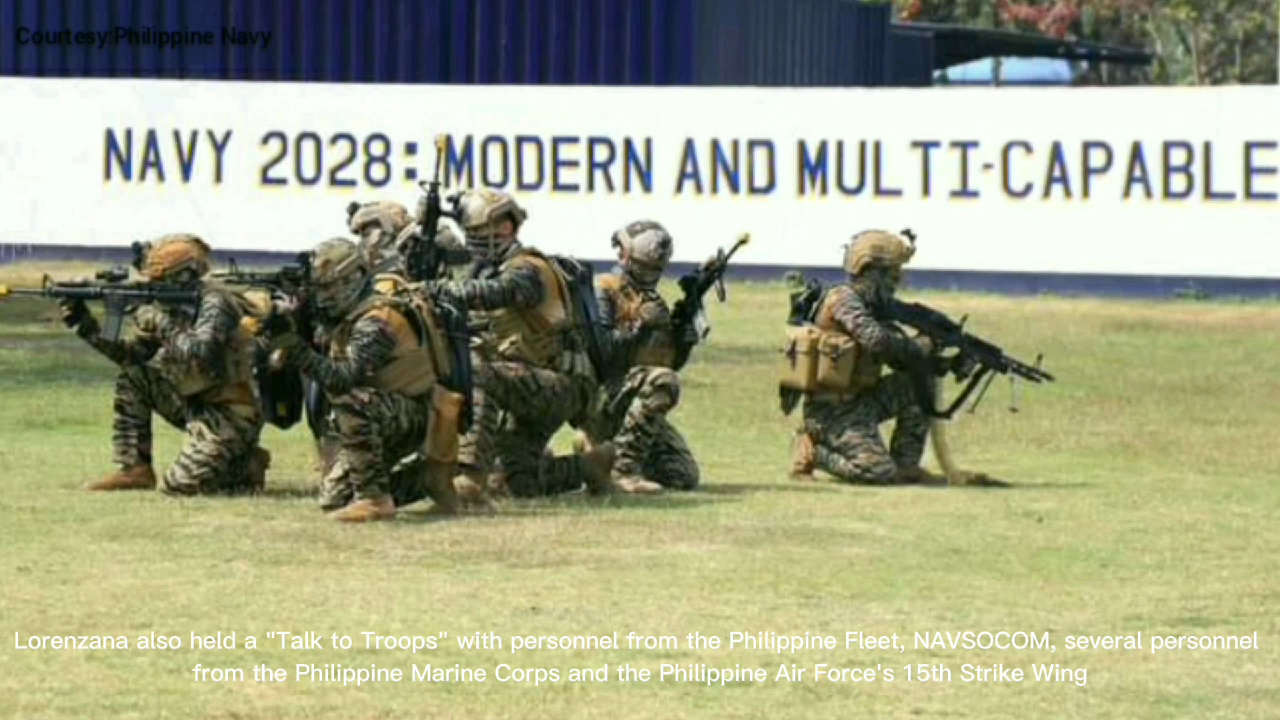 Courtesy:Philippine Navy
NAVY 2028: MODERN AND MULTI-CAPABLE
Lorenzana also held a "Talk to Troops" with personnel from the Philippine Fleet, NAVSOCOM, several personnel
from the Philippine Marine Corps and the Philippine Air Force's 15th Strike Wing